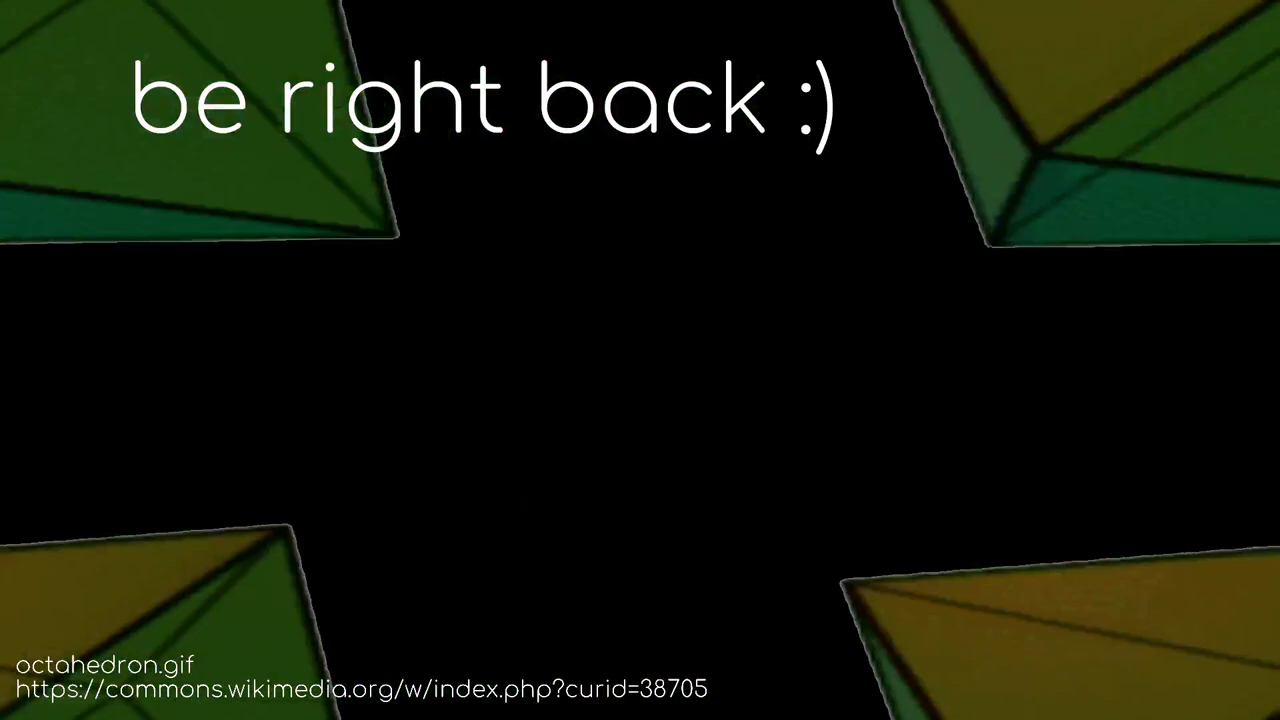 be right back :)
octahedron.gif
https://commons.wikimedia.org/w/index.php?curid=38705